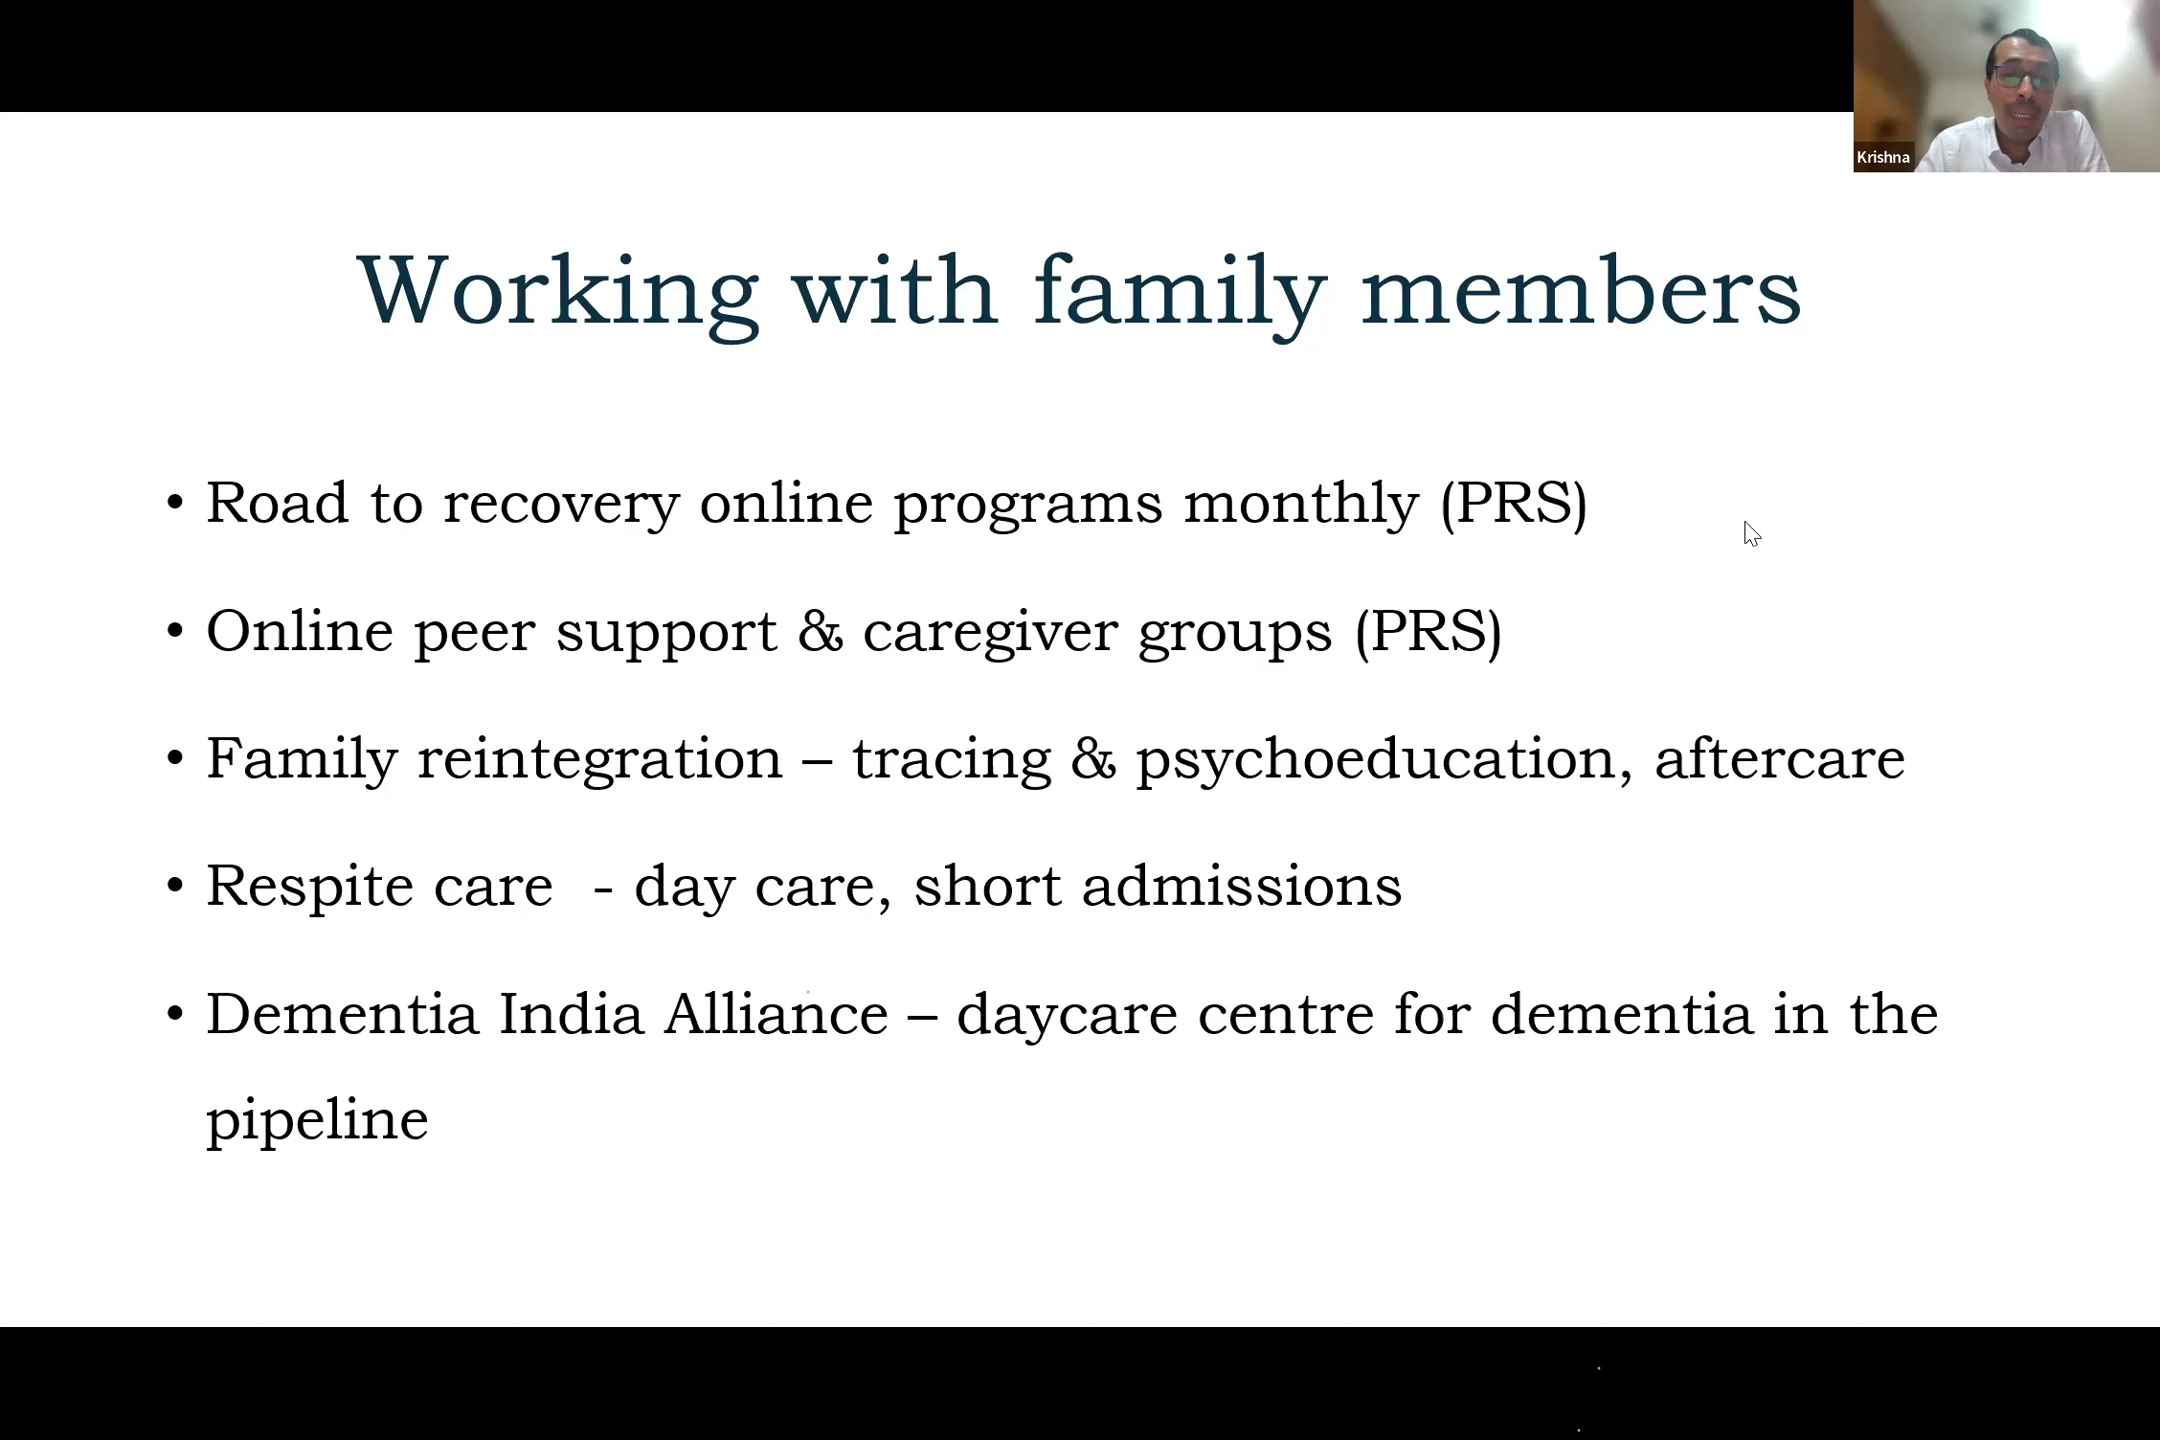 Krishna
Working with family members
• Road to recovery online programs monthly (PRS)
• Online peer support & caregiver groups (PRS)
• Family reintegration – tracing & psychoeducation, aftercare
• Respite care  - day care, short admissions
• Dementia India Alliance – daycare centre for dementia in the
pipeline